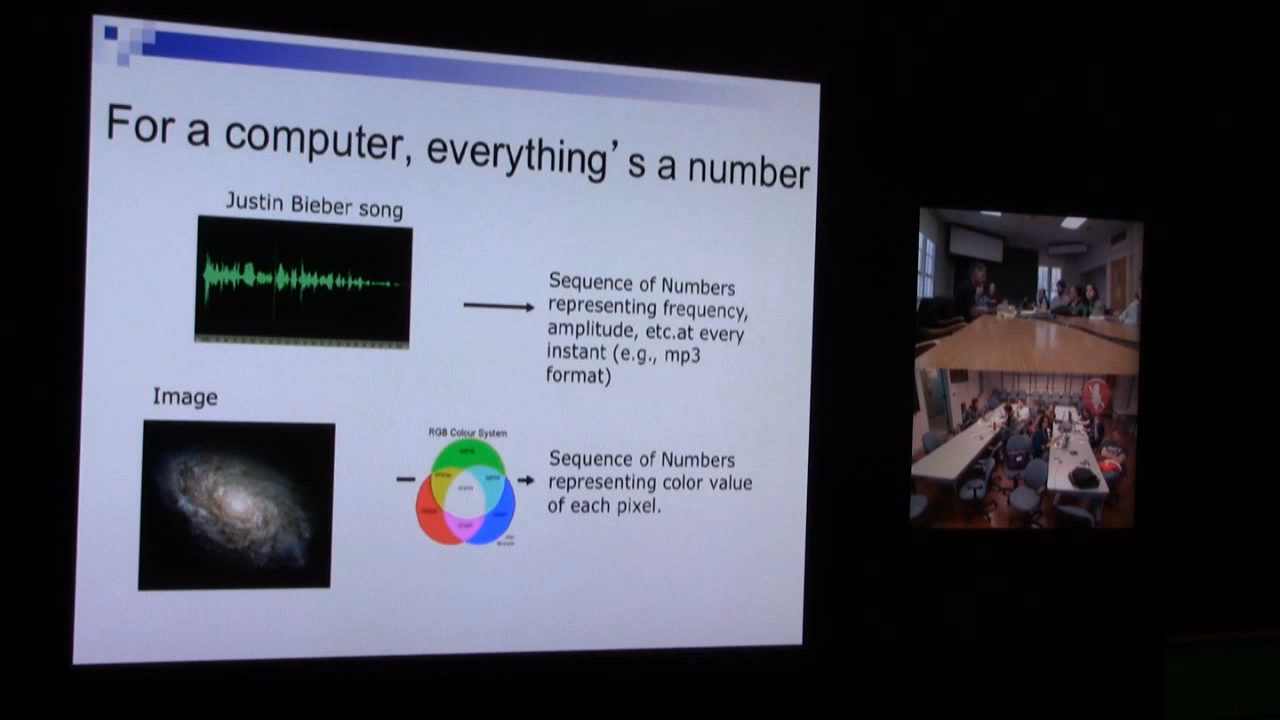 For a computer, everything’s a number
Justin Bieber song
Sequence of Numbers
representing frequency,
amplitude, etc.at every
instant (e.g., mp3
format)
Image
RGB Colour System
Sequence of Numbers
representing color value
of each pixel.